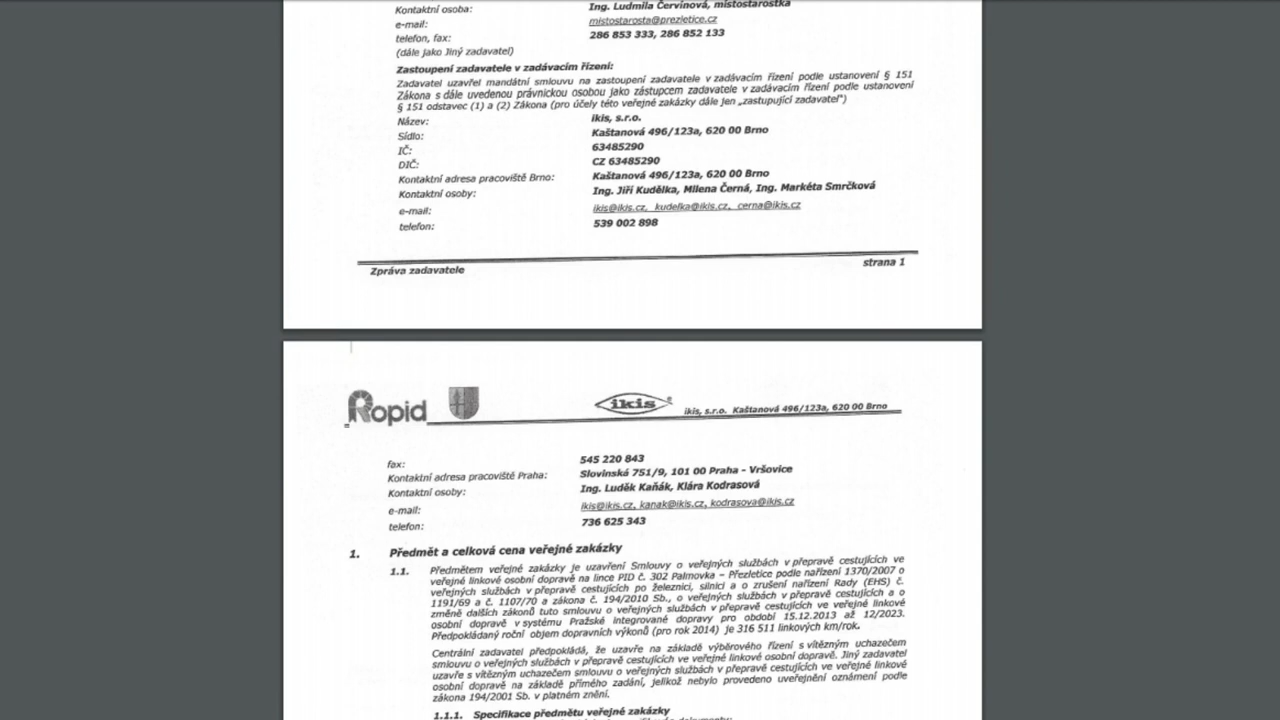 Kontaktní osoba: Ing. Ludmila Červinová, místostarostka
e-mail: mistostarosta@prezletice.cz
telefon, fax: 286 853 333, 286 852 133
(dále jako Jiný zadavatel)
Zastoupení zadavatele v zadávacím řízení:
Zadavatel uzavřel mandátní smlouvu na zastoupení zadavatele v zadávacím řízení podle ustanovení § 151
Zákona s dále uvedenou právnickou osobou jako zástupcem zadavatele v zadávacím řízení podle ustanovení
§ 151 odstavec (1) a (2) Zákona (pro účely této veřejné zakázky dále jen „zastupující zadavatel“)
Název: ikis, s.r.o.
Sídlo: Kaštanová 496/123a, 620 00 Brno
IČ: 63485290
DIČ: CZ 63485290
Kontaktní adresa pracoviště Brno: Kaštanová 496/123a, 620 00 Brno
Kontaktní osoby: Ing. Jiří Kudělka, Milena Černá, Ing. Markéta Smrčková
e-mail: ikis@ikis.cz, kudelka@ikis.cz, cerna@ikis.cz
telefon: 539 002 898
Zpráva zadavatele strana 1
Ropid ikis ® ikis, s.r.o. Kaštanová 496/123a, 620 00 Brno
fax: 545 220 843
Kontaktní adresa pracoviště Praha: Slovinská 751/9, 101 00 Praha - Vršovice
Kontaktní osoby: Ing. Luděk Kaňák, Klára Kodrasová
e-mail: ikis@ikis.cz, kanak@ikis.cz, kodrasova@ikis.cz
telefon: 736 625 343
1. Předmět a celková cena veřejné zakázky
1.1. Předmětem veřejné zakázky je uzavření Smlouvy o veřejných službách v přepravě cestujících ve
veřejné linkové osobní dopravě na lince PID č. 302 Palmovka – Přezletice podle nařízení 1370/2007 o
veřejných službách v přepravě cestujících po železnici, silnici a o zrušení nařízení Rady (EHS) č.
1191/69 a č. 1107/70 a zákona č. 194/2010 Sb., o veřejných službách v přepravě cestujících a o
změně dalších zákonů tuto smlouvu o veřejných službách v přepravě cestujících ve veřejné linkové
osobní dopravě v systému Pražské integrované dopravy pro období 15.12.2013 až 12/2023.
Předpokládaný roční objem dopravních výkonů (pro rok 2014) je 316 511 linkových km/rok.
Centrální zadavatel předpokládá, že uzavře na základě výběrového řízení s vítězným uchazečem
smlouvu o veřejných službách v přepravě cestujících ve veřejné linkové osobní dopravě. Jiný zadavatel
uzavře s vítězným uchazečem smlouvu o veřejných službách v přepravě cestujících ve veřejné linkové
osobní dopravě na základě přímého zadání, jelikož nebylo provedeno uveřejnění oznámení podle
zákona 194/2001 Sb. v platném znění.
1.1.1. Specifikace předmětu veřejné zakázky